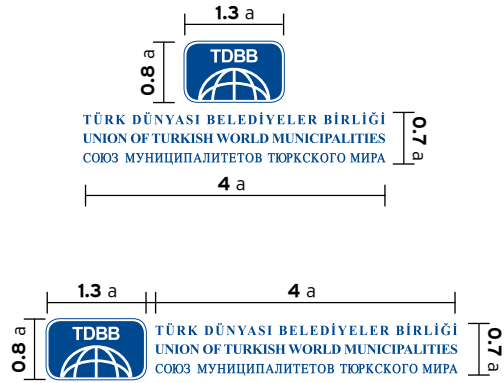 1.3 a
0.8 a
TDBB
TÜRK DÜNYASI BELEDİYELER BİRLİĞİ
UNION OF TURKISH WORLD MUNICIPALITIES
СОЮЗ МУНИЦИПАЛИТЕТОВ ТЮРКСКОГО МИРА
0.7 a
4 a
1.3 a
4 a
0.8 a
TDBB
TÜRK DÜNYASI BELEDİYELER BİRLİĞİ
UNION OF TURKISH WORLD MUNICIPALITIES
СОЮЗ МУНИЦИПАЛИТЕТОВ ТЮРКСКОГО МИРА
0.7 a